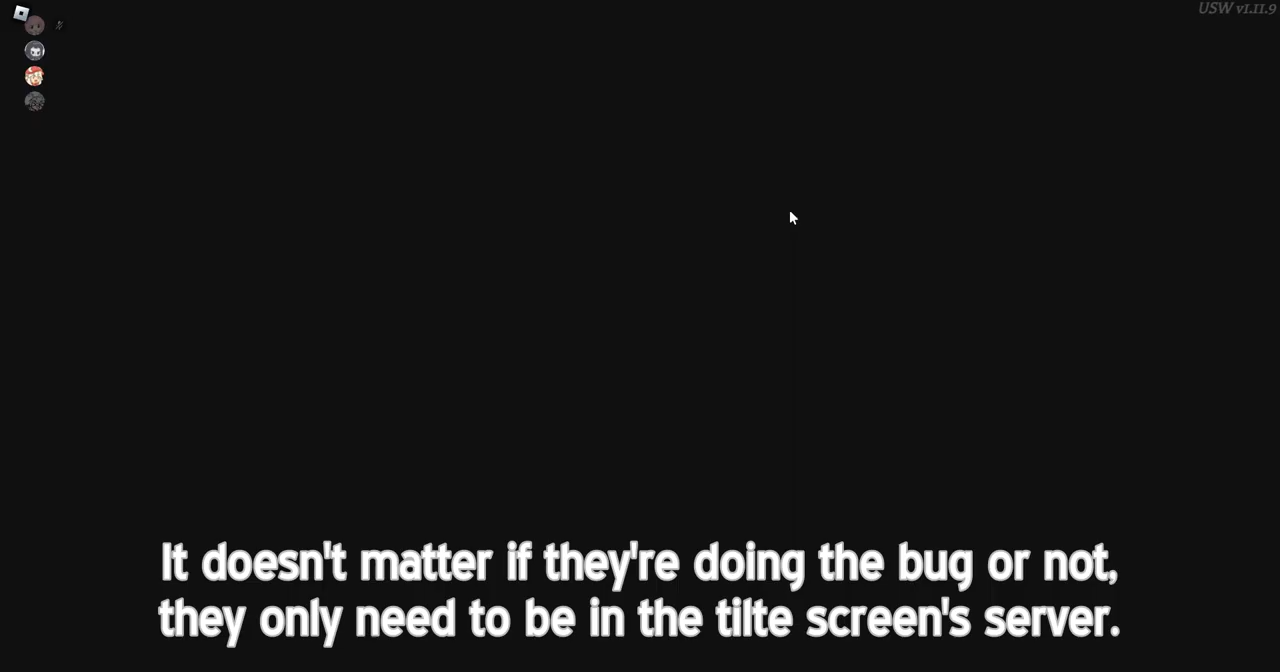 USW v1.11.9
It doesn't matter if they're doing the bug or not,
they only need to be in the tilte screen's server.